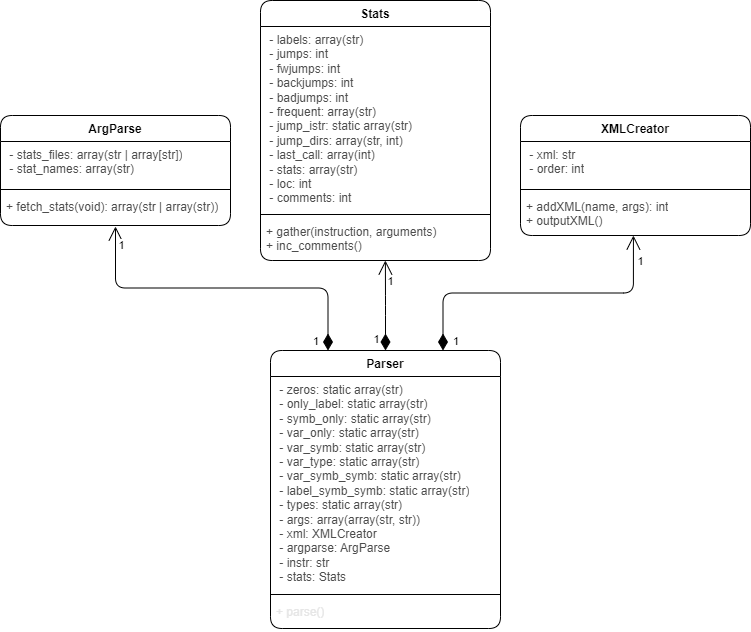 Stats
- labels: array(str)
- jumps: int
- fwjumps: int
- backjumps: int
- badjumps: int
- frequent: array(str)
- jump_istr: static array(str)
- jump_dirs: array(str, int)
- last_call: array(int)
- stats: array(str)
- loc: int
- comments: int
+ gather(instruction, arguments)
+ inc_comments()
ArgParse
- stats_files: array(str | array[str])
- stat_names: array(str)
+ fetch_stats(void): array(str | array(str))
XMLCreator
- xml: str
- order: int
+ addXML(name, args): int
+ outputXML()
1
1
1
1
1
1
Parser
- zeros: static array(str)
- only_label: static array(str)
- symb_only: static array(str)
- var_only: static array(str)
- var_symb: static array(str)
- var_type: static array(str)
- var_symb_symb: static array(str)
- label_symb_symb: static array(str)
- types: static array(str)
- args: array(array(str, str))
- xml: XMLCreator
- argparse: ArgParse
- instr: str
- stats: Stats
+ parse()